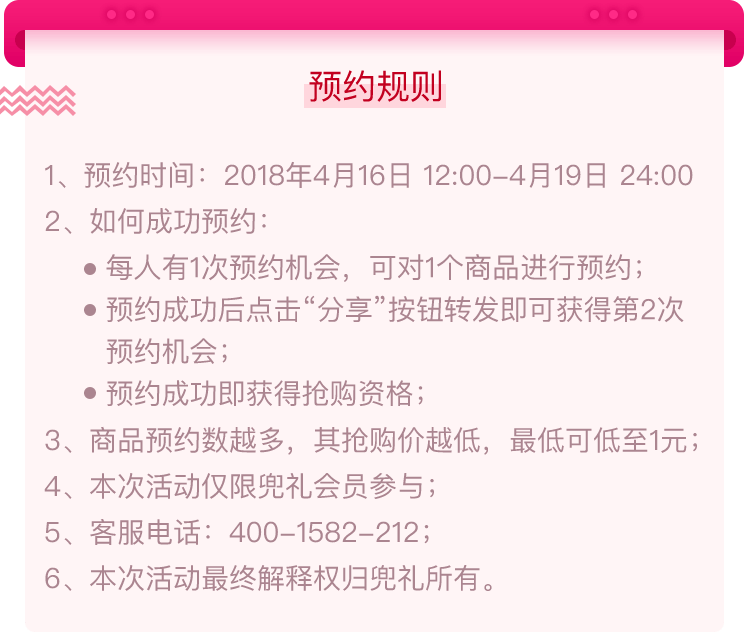 预约规则
1、预约时间：2018年4月16日 12:00-4月19日 24:00
2、如何成功预约：
●每人有1次预约机会，可对1个商品进行预约；
●预约成功后点击“分享”按钮转发即可获得第2次
预约机会；
●预约成功即获得抢购资格；
3、商品预约数越多，其抢购价越低，最低可低至1元；
4、本次活动仅限兜礼会员参与；
5、客服电话：400-1582-212；
6、本次活动最终解释权归兜礼所有。